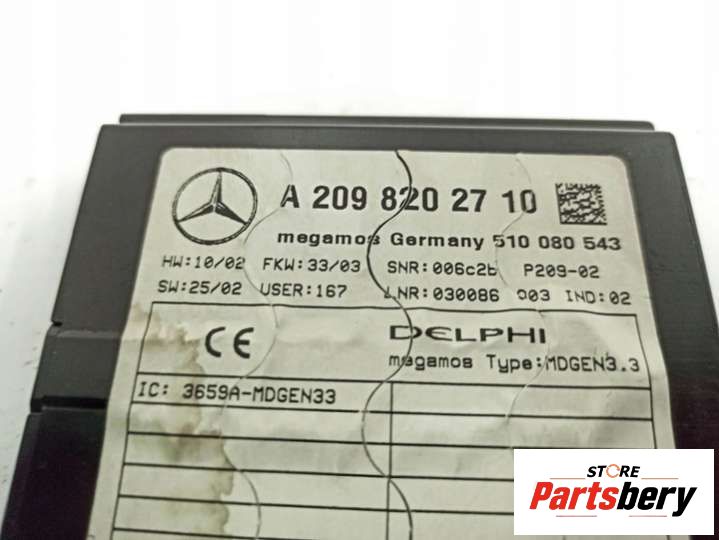 A 209 820 27 10
megamos Germany 510 080 543
HW:10/02 FKW:33/03 SNR:006c2b P209-02
SW:25/02 USER:167 LNR:030086 003 IND:02
CE DELPHI
megamos Type:MDGEN3.3
IC: 3659A-MDGEN33
STORE
Partsbery